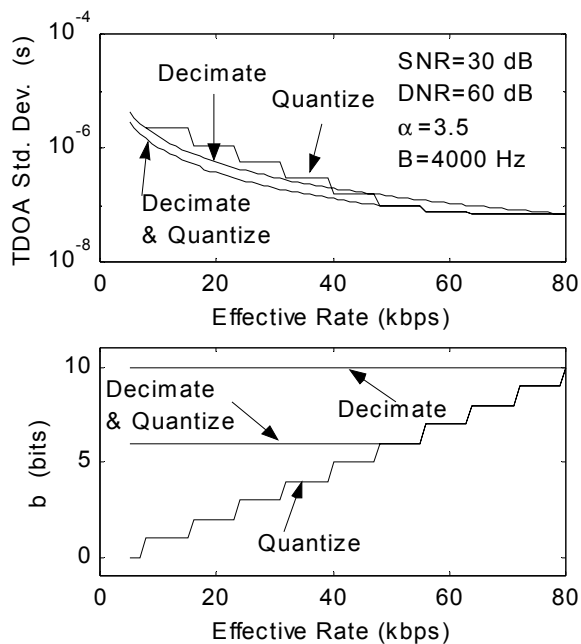 10^-4
Decimate
SNR=30 dB
Quantize
DNR=60 dB
α=3.5
B=4000 Hz
10^-6
TDOA Std. Dev. (s)
Decimate
& Quantize
10^-8
0 20 40 60 80
Effective Rate (kbps)
10
Decimate
& Quantize
Decimate
b (bits)
5
Quantize
0
0 20 40 60 80
Effective Rate (kbps)